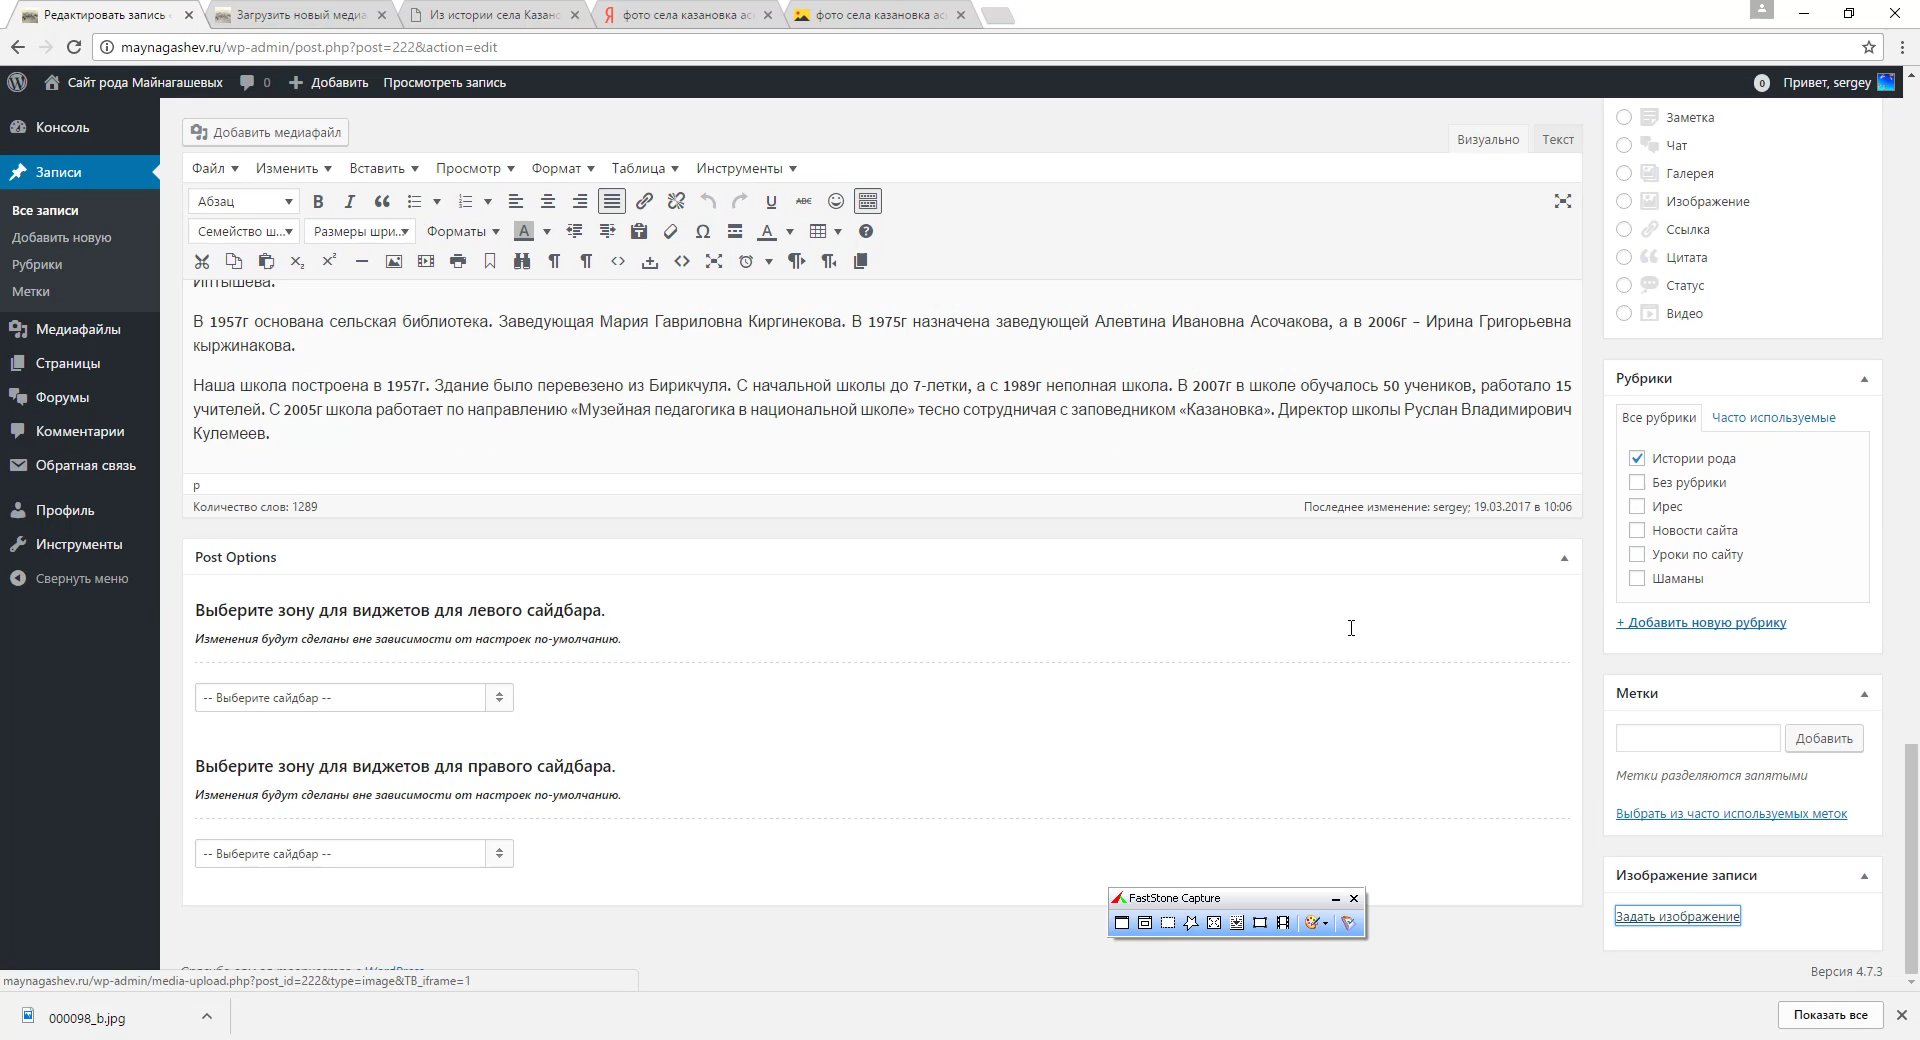 Редактировать запись
Загрузить новый медиа
Из истории села Казано
фото села казановка ас
фото села казановка ас
maynagashev.ru/wp-admin/post.php?post=222&action=edit
Сайт рода Майнагашевых
0
Добавить
Просмотреть запись
0
Привет, sergey
Консоль
Записи
Все записи
Добавить новую
Рубрики
Метки
Медиафайлы
Страницы
Форумы
Комментарии
Обратная связь
Профиль
Инструменты
Свернуть меню
Добавить медиафайл
Визуально
Текст
Файл
Изменить
Вставить
Просмотр
Формат
Таблица
Инструменты
Абзац
Семейство ш...
Размеры шри...
Форматы
Иптышева.
В 1957г основана сельская библиотека. Заведующая Мария Гавриловна Киргинекова. В 1975г назначена заведующей Алевтина Ивановна Асочакова, а в 2006г – Ирина Григорьевна
кыржинакова.
Наша школа построена в 1957г. Здание было перевезено из Бирикчуля. С начальной школы до 7-летки, а с 1989г неполная школа. В 2007г в школе обучалось 50 учеников, работало 15
учителей. С 2005г школа работает по направлению «Музейная педагогика в национальной школе» тесно сотрудничая с заповедником «Казановка». Директор школы Руслан Владимирович
Кулемеев.
p
Количество слов: 1289
Последнее изменение: sergey; 19.03.2017 в 10:06
Post Options
Выберите зону для виджетов для левого сайдбара.
Изменения будут сделаны вне зависимости от настроек по-умолчанию.
-- Выберите сайдбар --
Выберите зону для виджетов для правого сайдбара.
Изменения будут сделаны вне зависимости от настроек по-умолчанию.
-- Выберите сайдбар --
FastStone Capture
Заметка
Чат
Галерея
Изображение
Ссылка
Цитата
Статус
Видео
Рубрики
Все рубрики
Часто используемые
Истории рода
Без рубрики
Ирес
Новости сайта
Уроки по сайту
Шаманы
+ Добавить новую рубрику
Метки
Добавить
Метки разделяются запятыми
Выбрать из часто используемых меток
Изображение записи
Задать изображение
Версия 4.7.3
maynagashev.ru/wp-admin/media-upload.php?post_id=222&type=image&TB_iframe=1
000098_b.jpg
Показать все